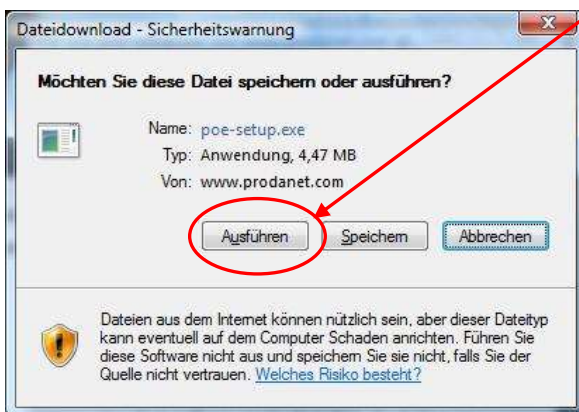 Dateidownload - Sicherheitswarnung
Möchten Sie diese Datei speichern oder ausführen?
Name: poe-setup.exe
Typ: Anwendung, 4,47 MB
Von: www.prodanet.com
Ausführen Speichern Abbrechen
Dateien aus dem Internet können nützlich sein, aber dieser Dateityp
kann eventuell auf dem Computer Schaden anrichten. Führen Sie
diese Software nicht aus und speichern Sie sie nicht, falls Sie der
Quelle nicht vertrauen. Welches Risiko besteht?